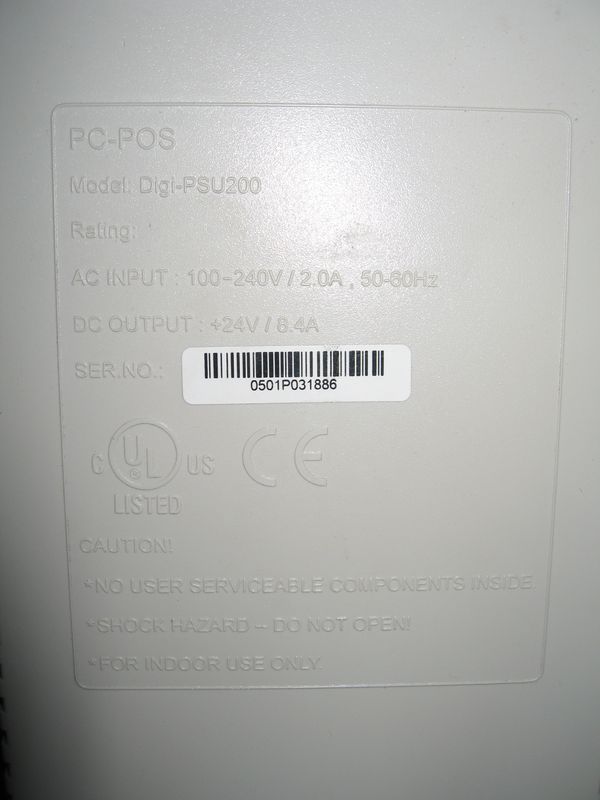 PC-POS
Model: Digi-PSU200
Rating:
AC INPUT : 100-240V / 2.0A , 50-60Hz
DC OUTPUT : +24V / 8.4A
SER.NO.:
0501P031886
C UL US CE
LISTED
CAUTION!
*NO USER SERVICEABLE COMPONENTS INSIDE.
*SHOCK HAZARD - DO NOT OPEN!
*FOR INDOOR USE ONLY.